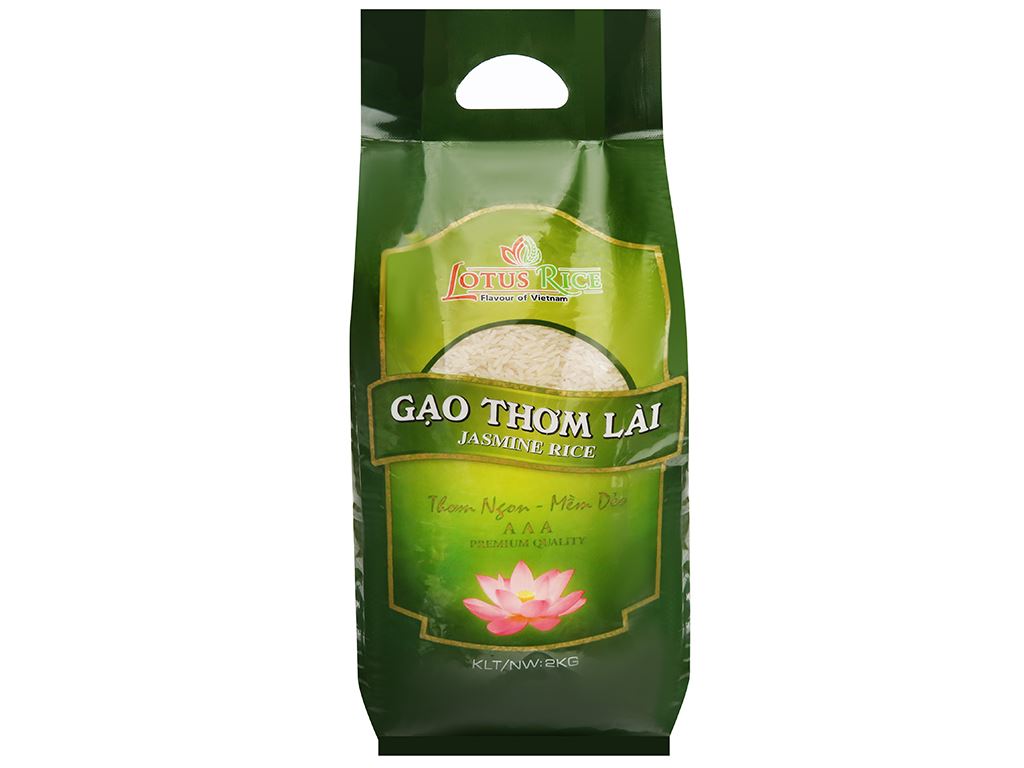 LOTUS RICE
Flavour of Vietnam
GẠO THƠM LÀI
JASMINE RICE
Thơm Ngon - Mềm Dẻo
A A A
PREMIUM QUALITY
KLT/NW: 2KG